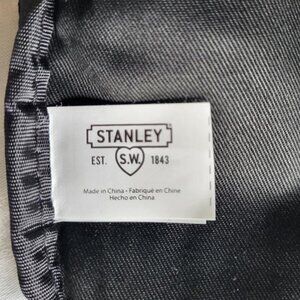 STANLEY
EST. S.W. 1843
Made in China • Fabriqué en Chine
Hecho en China